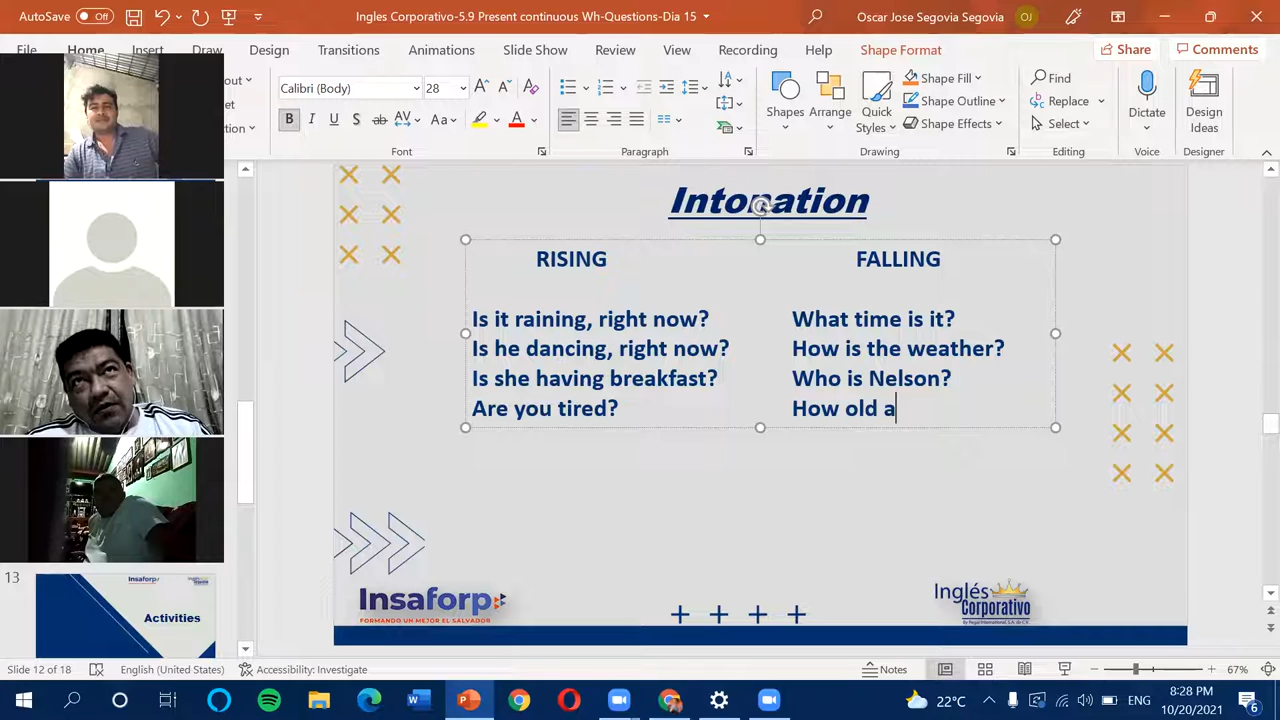 AutoSave Off Ingles Corporativo-5.9 Present continuous Wh-Questions-Dia 15 Oscar Jose Segovia Segovia OJ
File Home Insert Draw Design Transitions Animations Slide Show Review View Recording Help Shape Format Share Comments
Calibri (Body) 28
Shapes Arrange Quick Styles Shape Fill Shape Outline Shape Effects Find Replace Select Dictate Design Ideas
Font Paragraph Drawing Editing Voice Designer
Intonation
RISING FALLING
Is it raining, right now? What time is it?
Is he dancing, right now? How is the weather?
Is she having breakfast? Who is Nelson?
Are you tired? How old a
13
Insaforp
Activities
Insaforp
FORMANDO UN MEJOR EL SALVADOR
Inglés
Corporativo
Slide 12 of 18 English (United States) Accessibility: Investigate Notes 67%
22°C ENG 8:28 PM
10/20/2021 6